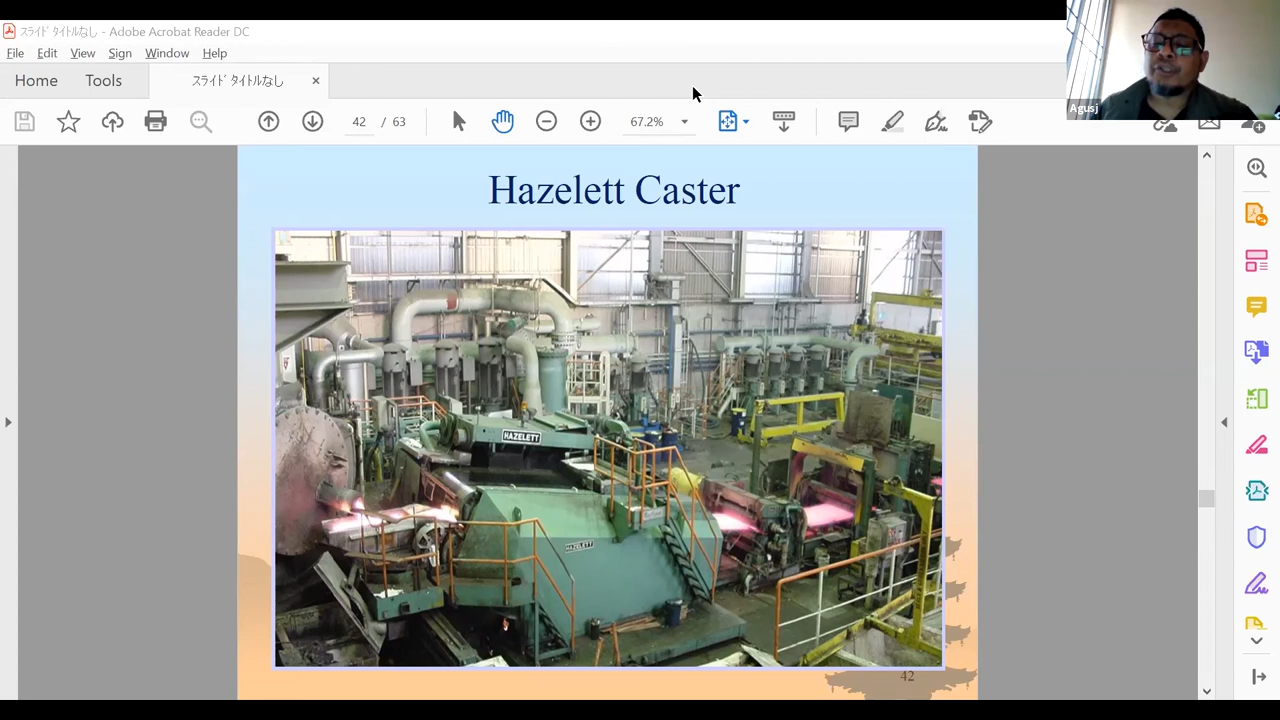 スライド タイトルなし - Adobe Acrobat Reader DC
File Edit View Sign Window Help
Home Tools スライド タイトルなし ×
42 / 63 67.2%
Agusj
Hazelett Caster
HAZELETT
HAZELETT
42